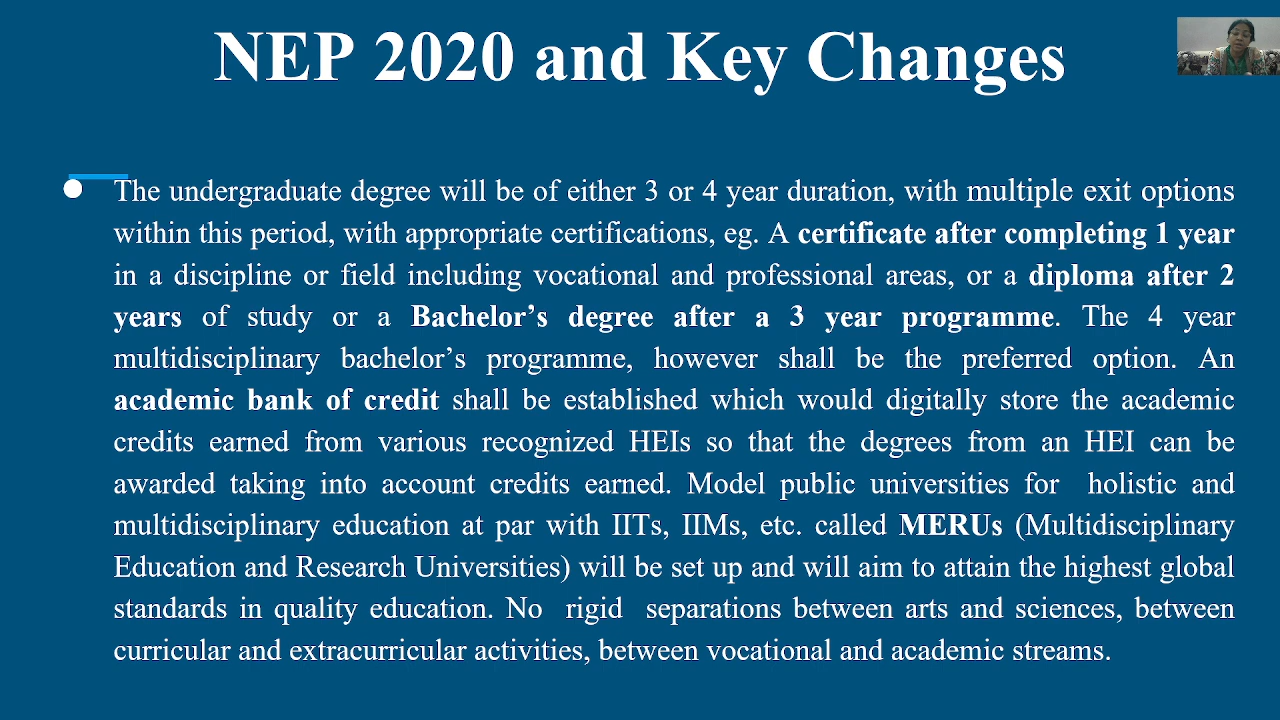 NEP 2020 and Key Changes
● The undergraduate degree will be of either 3 or 4 year duration, with multiple exit options
within this period, with appropriate certifications, eg. A certificate after completing 1 year
in a discipline or field including vocational and professional areas, or a diploma after 2
years of study or a Bachelor’s degree after a 3 year programme. The 4 year
multidisciplinary bachelor’s programme, however shall be the preferred option. An
academic bank of credit shall be established which would digitally store the academic
credits earned from various recognized HEIs so that the degrees from an HEI can be
awarded taking into account credits earned. Model public universities for holistic and
multidisciplinary education at par with IITs, IIMs, etc. called MERUs (Multidisciplinary
Education and Research Universities) will be set up and will aim to attain the highest global
standards in quality education. No rigid separations between arts and sciences, between
curricular and extracurricular activities, between vocational and academic streams.